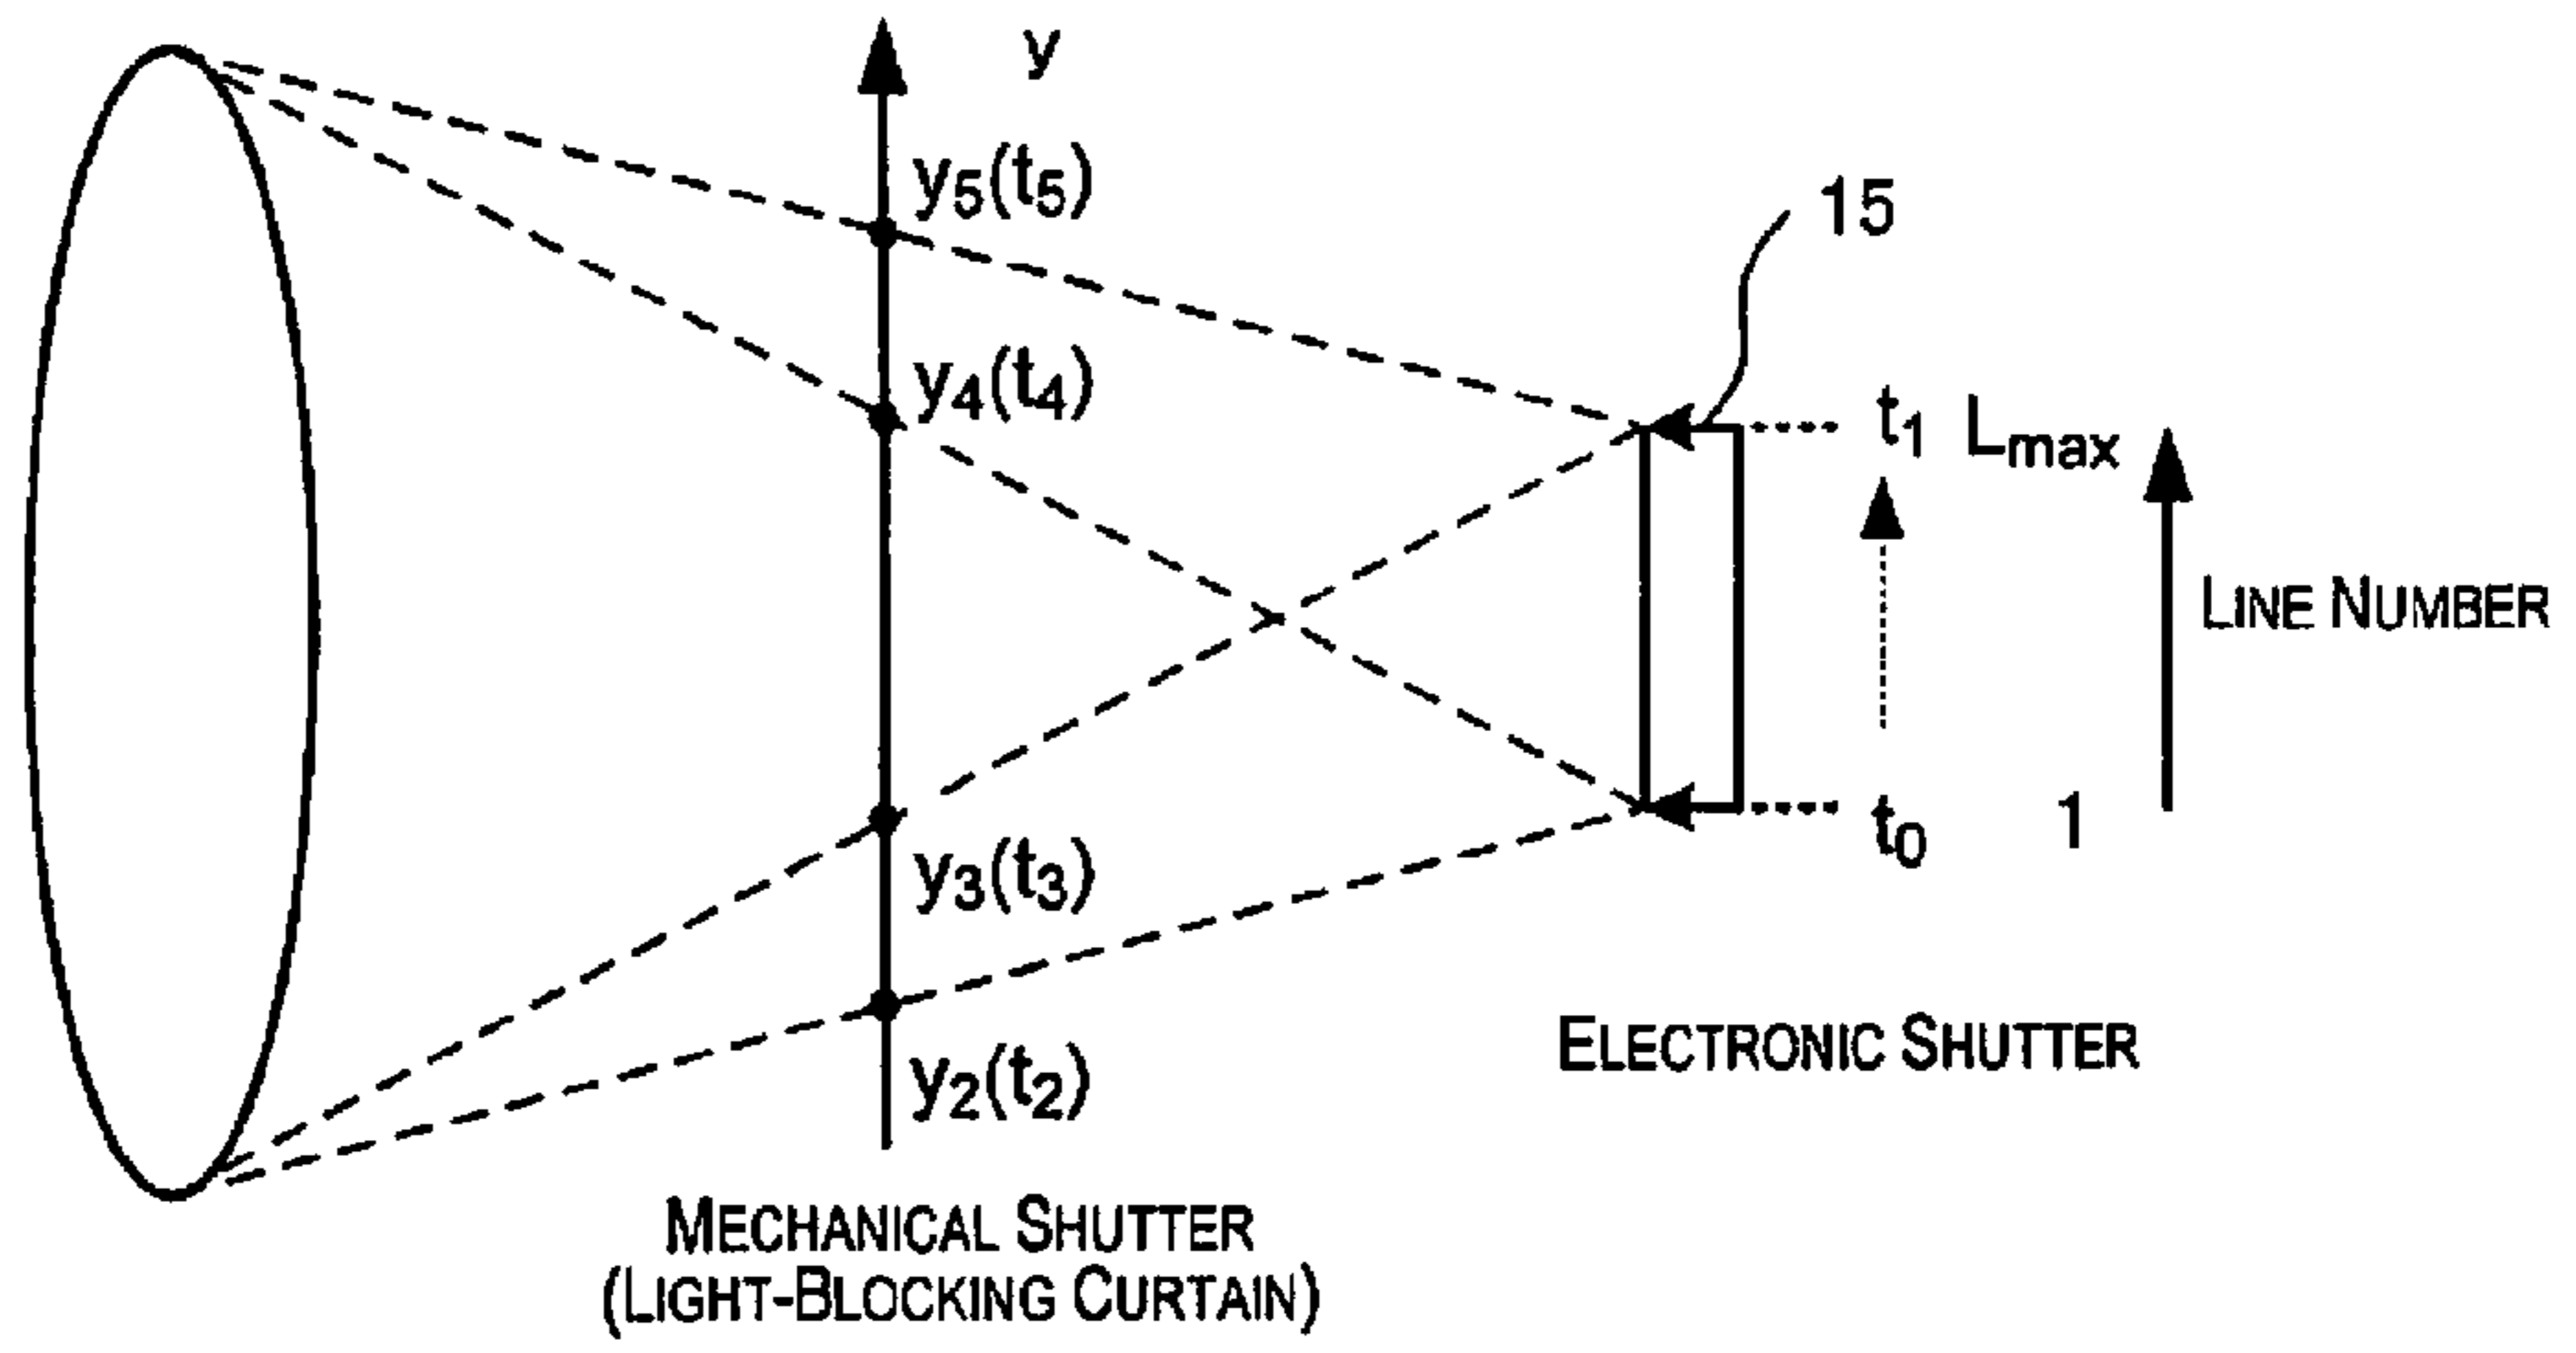 y
y5(t5)
15
y4(t4)
t1 Lmax
LINE NUMBER
y3(t3)
t0 1
y2(t2)
ELECTRONIC SHUTTER
MECHANICAL SHUTTER
(LIGHT-BLOCKING CURTAIN)